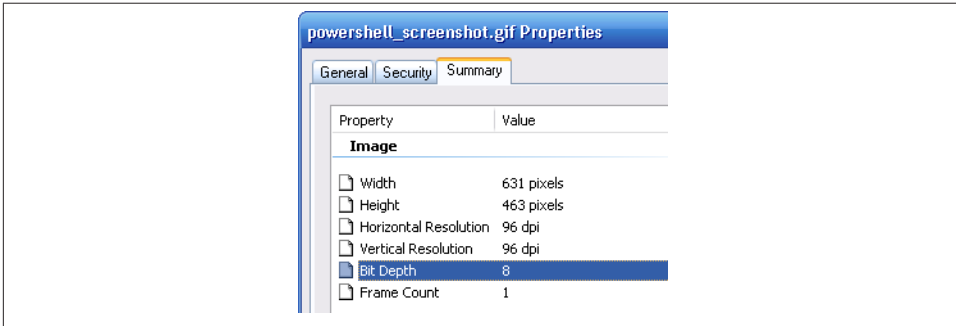 powershell_screenshot.gif Properties
General Security Summary
Property Value
Image
Width 631 pixels
Height 463 pixels
Horizontal Resolution 96 dpi
Vertical Resolution 96 dpi
Bit Depth 8
Frame Count 1